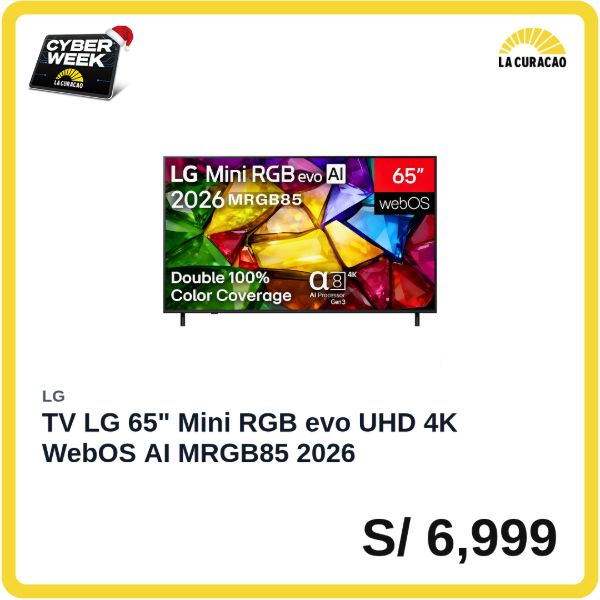 CYBER
WEEK
LA CURACAO
LA CURACAO
LG Mini RGB evo AI
65”
2026 MRGB85
webOS
Double 100%
Color Coverage
α 8 4K
AI Processor
Gen3
LG
TV LG 65" Mini RGB evo UHD 4K
WebOS AI MRGB85 2026
S/ 6,999